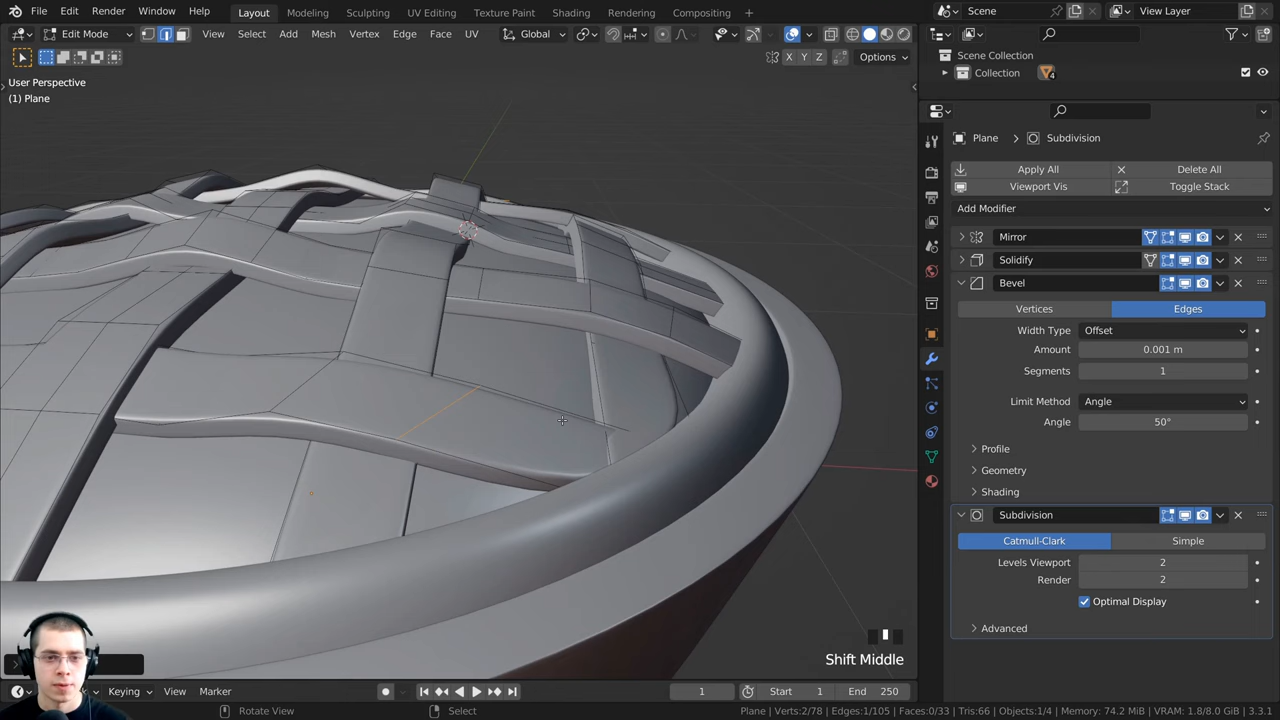 File Edit Render Window Help Layout Modeling Sculpting UV Editing Texture Paint Shading Rendering Compositing Scene View Layer
Edit Mode View Select Add Mesh Vertex Edge Face UV Global
X Y Z Options
User Perspective
(1) Plane
Scene Collection
Collection 4
Plane > Subdivision
Apply All Delete All
Viewport Vis Toggle Stack
Add Modifier
Mirror
Solidify
Bevel
Vertices Edges
Width Type Offset
Amount 0.001 m
Segments 1
Limit Method Angle
Angle 50°
Profile
Geometry
Shading
Subdivision
Catmull-Clark Simple
Levels Viewport 2
Render 2
Optimal Display
Advanced
Shift Middle
Keying View Marker 1 Start 1 End 250
Rotate View Select Plane | Verts:2/78 | Edges:1/105 | Faces:0/33 | Tris:66 | Objects:1/4 | Memory: 74.2 MiB | VRAM: 1.8/8.0 GiB | 3.3.1